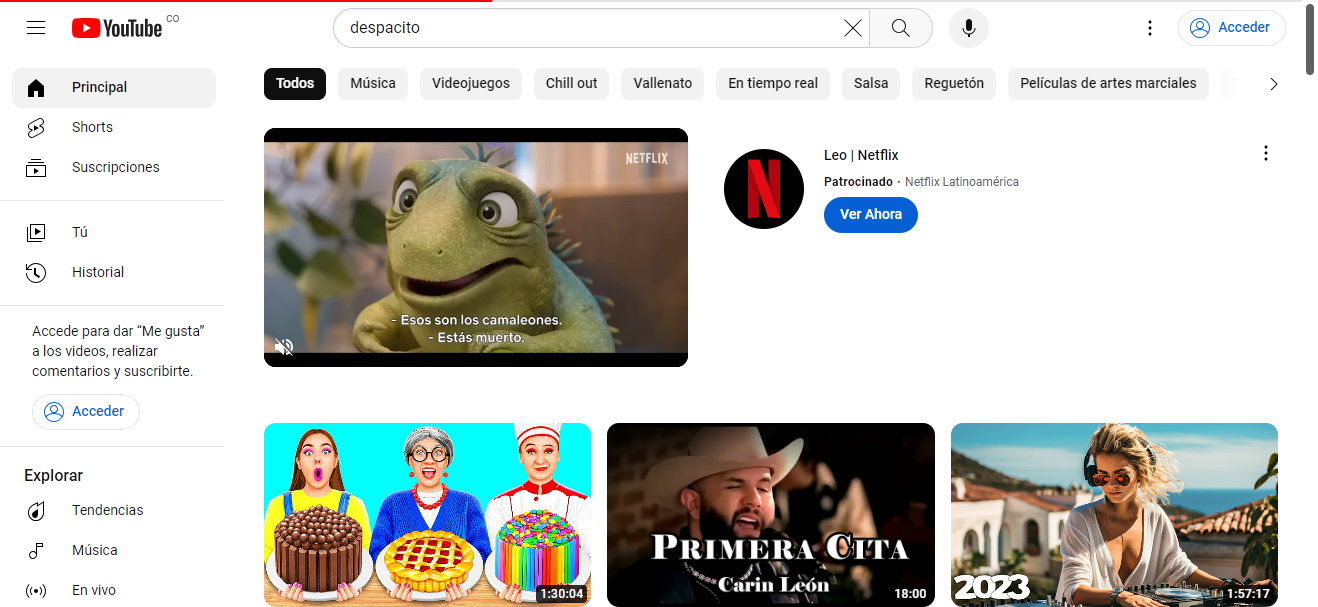 YouTube CO
despacito
Acceder
Principal
Shorts
Suscripciones
Tú
Historial
Accede para dar “Me gusta”
a los videos, realizar
comentarios y suscribirte.
Acceder
Explorar
Tendencias
Música
En vivo
Todos
Música
Videojuegos
Chill out
Vallenato
En tiempo real
Salsa
Reguetón
Películas de artes marciales
NETFLIX
- Esos son los camaleones.
- Estás muerto.
Leo | Netflix
Patrocinado · Netflix Latinoamérica
Ver Ahora
1:30:04
PRIMERA CITA
Carin León
18:00
2023
1:57:17